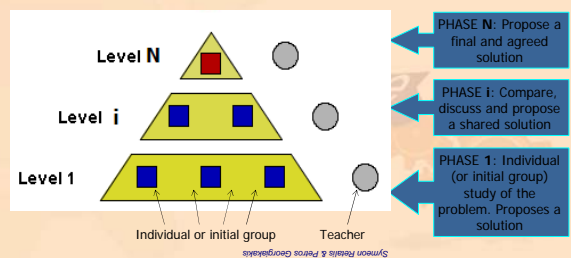 Level N
PHASE N: Propose a
final and agreed
solution
Level i
PHASE i: Compare,
discuss and propose
a shared solution
Level 1
PHASE 1: Individual
(or initial group)
study of the
problem. Proposes a
solution
Individual or initial group
Teacher
Symeon Retalis & Petros Georgiakakis